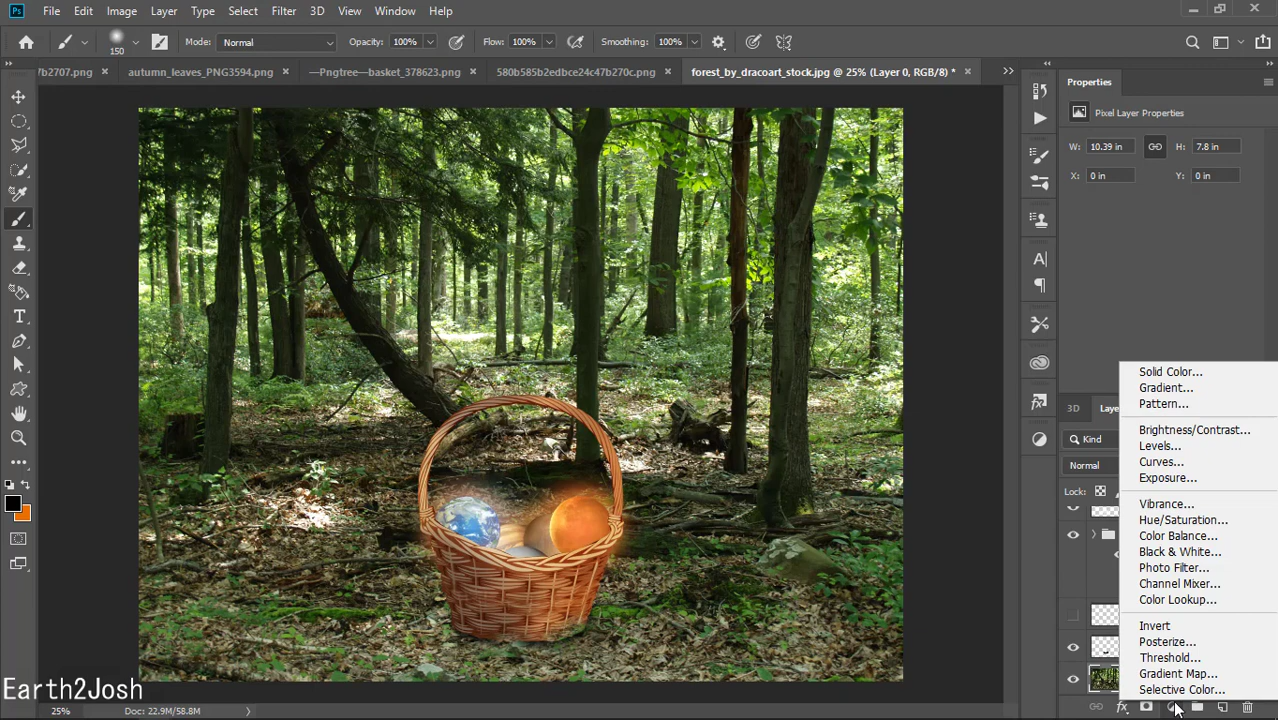 Ps File Edit Image Layer Type Select Filter 3D View Window Help
150 Mode: Normal Opacity: 100% Flow: 100% Smoothing: 100%
7b2707.png × autumn_leaves_PNG3594.png × —Pngtree—basket_378623.png × 580b585b2edbce24c47b270c.png × forest_by_dracoart_stock.jpg @ 25% (Layer 0, RGB/8) * ×
Properties
Pixel Layer Properties
W: 10.39 in H: 7.8 in
X: 0 in Y: 0 in
3D Laye
Kind
Normal
Lock:
Solid Color...
Gradient...
Pattern...
Brightness/Contrast...
Levels...
Curves...
Exposure...
Vibrance...
Hue/Saturation...
Color Balance...
Black & White...
Photo Filter...
Channel Mixer...
Color Lookup...
Invert
Posterize...
Threshold...
Gradient Map...
Selective Color...
Earth2Josh
25% Doc: 22.9M/58.8M